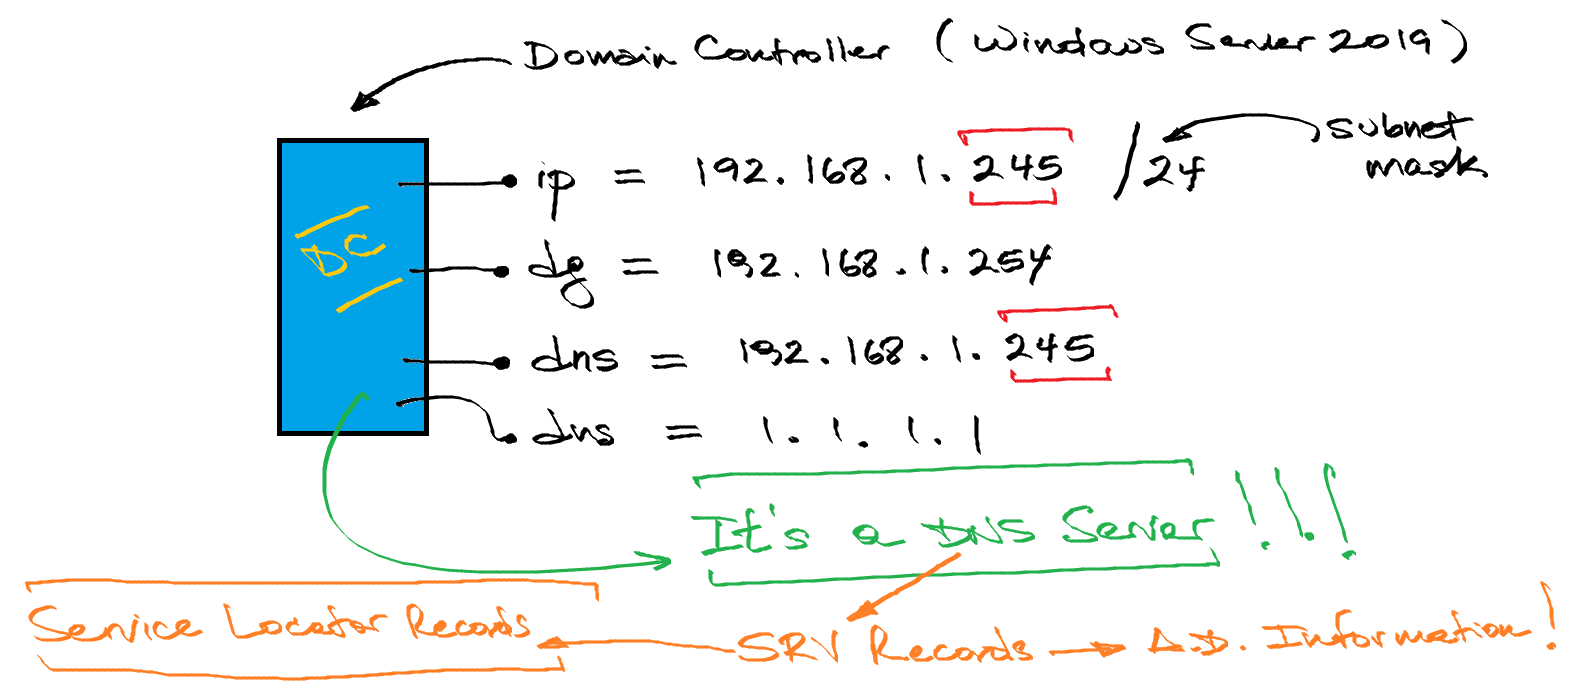 Domain Controller (Windows Server 2019)
subnet
mask
ip = 192.168.1.245 /24
DC
dg = 192.168.1.254
dns = 192.168.1.245
dns = 1.1.1.1
It's a DNS Server!!!
Service Locator Records
SRV Records
A.D. Information!